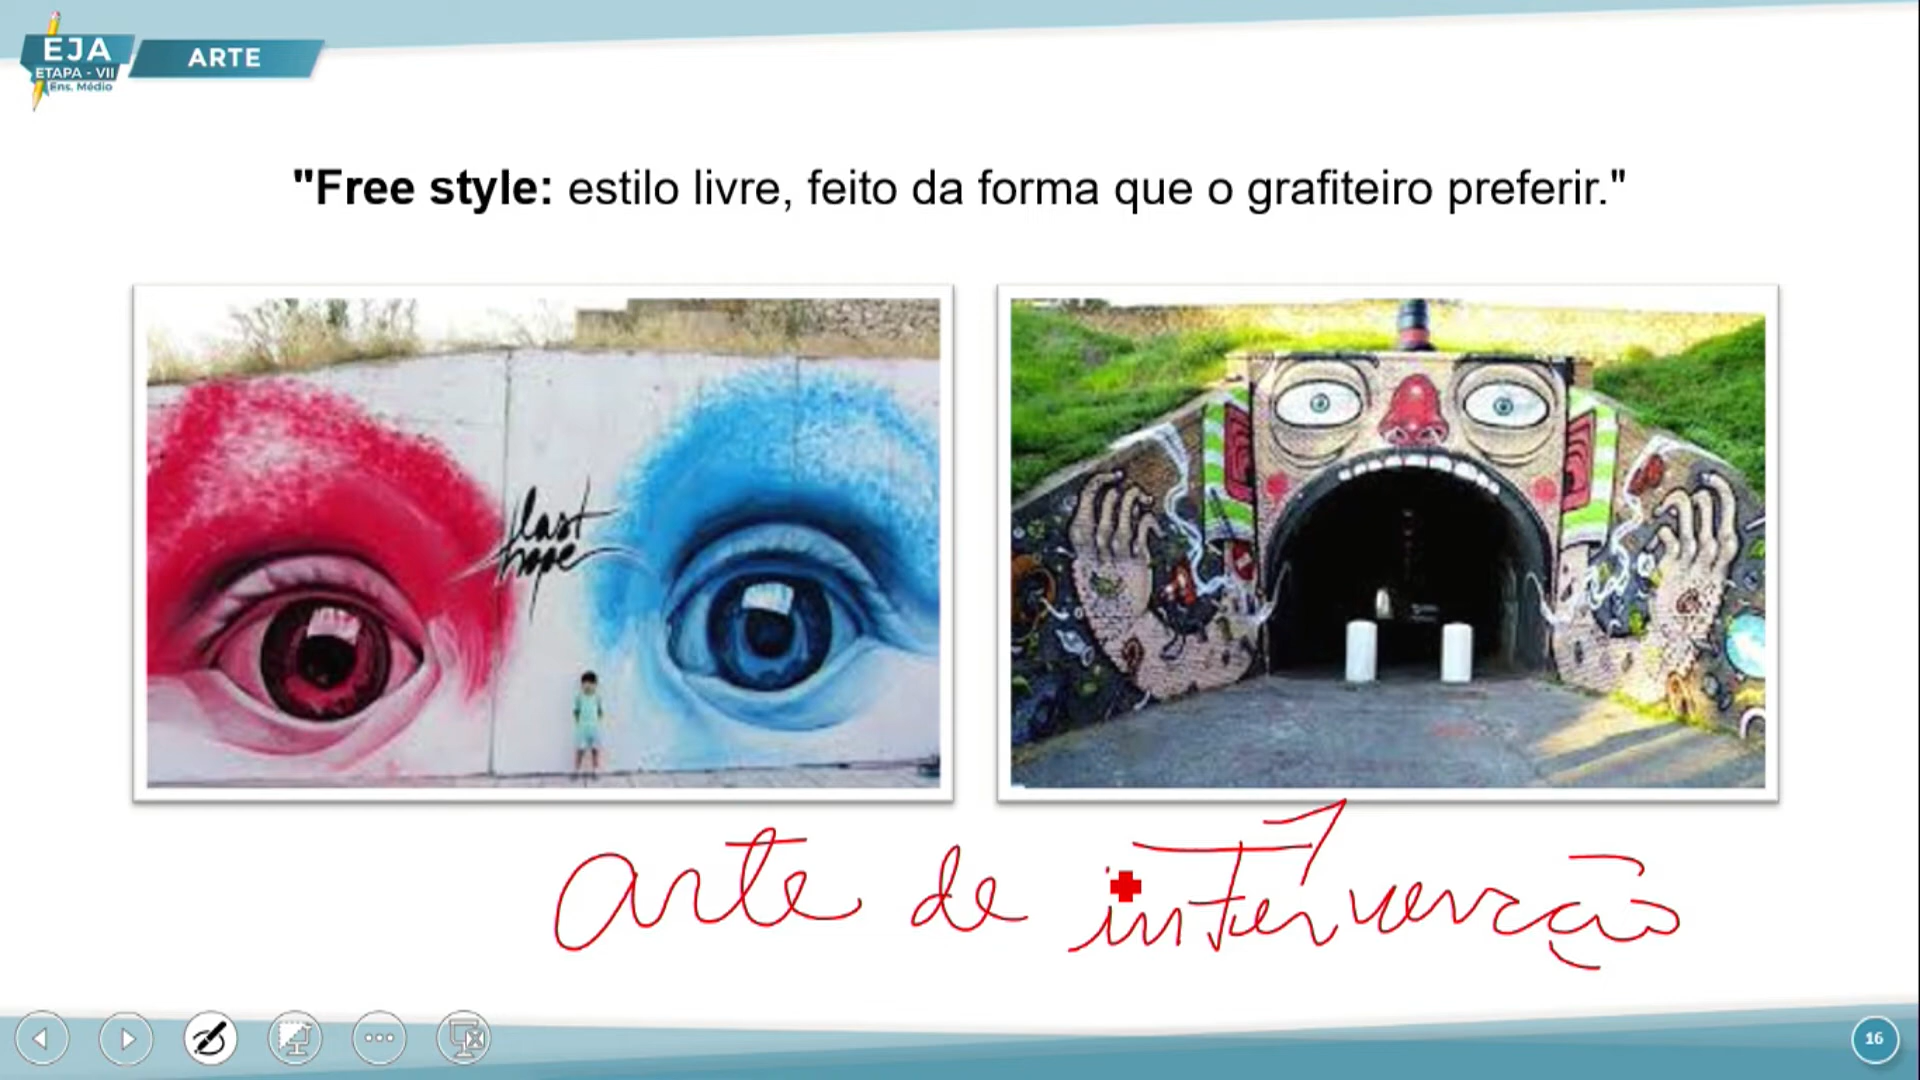 EJA
ETAPA - VII
Ens. Médio
ARTE
"Free style: estilo livre, feito da forma que o grafiteiro preferir."
last
hope
arte de intervenção
16